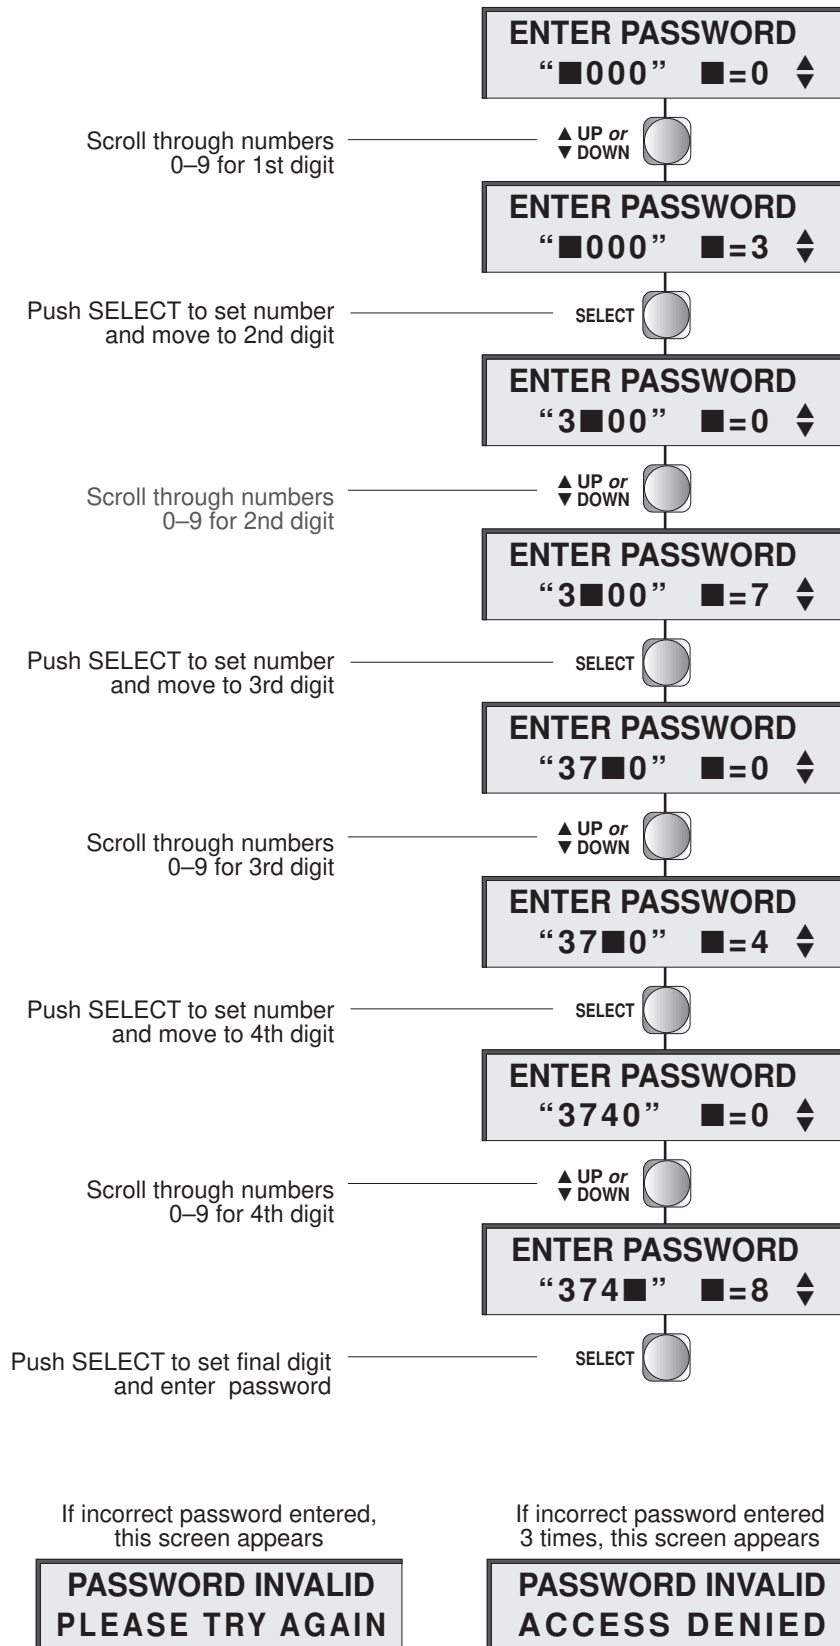 ENTER PASSWORD
“■000” ■=0 ▲▼
Scroll through numbers
0–9 for 1st digit
▲ UP or
▼ DOWN
ENTER PASSWORD
“■000” ■=3 ▲▼
Push SELECT to set number
and move to 2nd digit
SELECT
ENTER PASSWORD
“3■00” ■=0 ▲▼
Scroll through numbers
0–9 for 2nd digit
▲ UP or
▼ DOWN
ENTER PASSWORD
“3■00” ■=7 ▲▼
Push SELECT to set number
and move to 3rd digit
SELECT
ENTER PASSWORD
“37■0” ■=0 ▲▼
Scroll through numbers
0–9 for 3rd digit
▲ UP or
▼ DOWN
ENTER PASSWORD
“37■0” ■=4 ▲▼
Push SELECT to set number
and move to 4th digit
SELECT
ENTER PASSWORD
“3740” ■=0 ▲▼
Scroll through numbers
0–9 for 4th digit
▲ UP or
▼ DOWN
ENTER PASSWORD
“374■” ■=8 ▲▼
Push SELECT to set final digit
and enter password
SELECT
If incorrect password entered,
this screen appears
PASSWORD INVALID
PLEASE TRY AGAIN
If incorrect password entered
3 times, this screen appears
PASSWORD INVALID
ACCESS DENIED